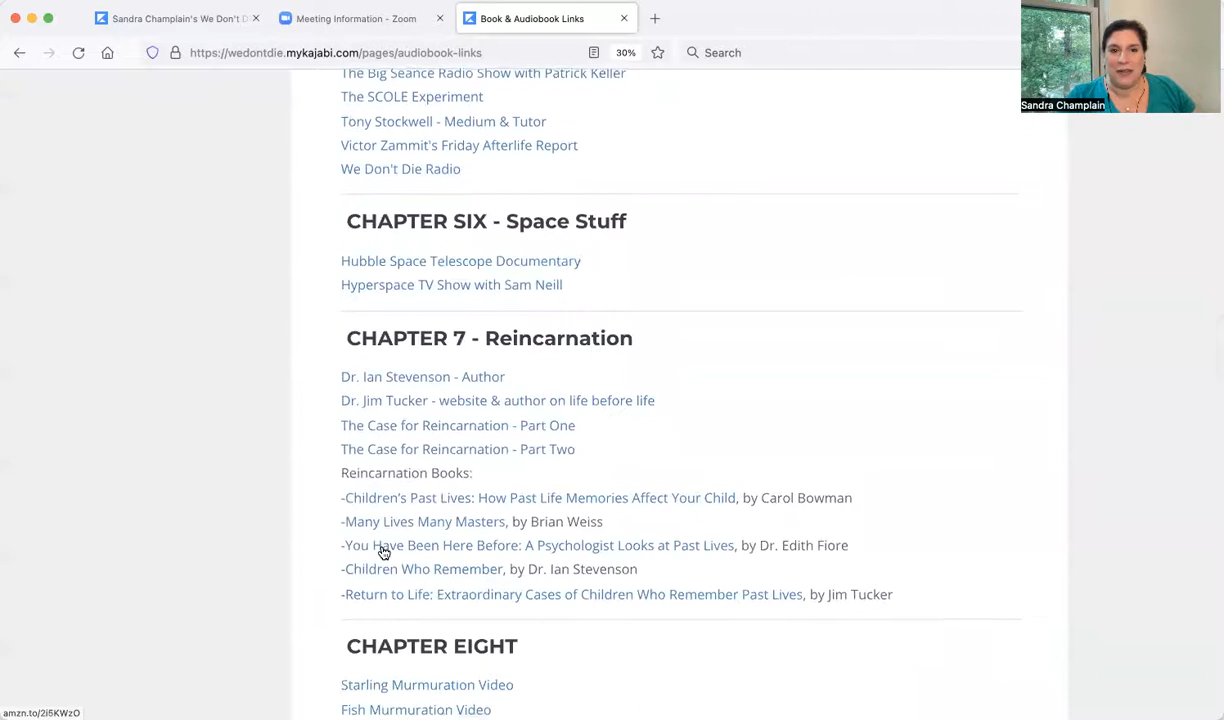 Sandra Champlain's We Don't D
Meeting Information - Zoom
Book & Audiobook Links
https://wedontdie.mykajabi.com/pages/audiobook-links
30%
Search
Sandra Champlain
The Big Seance Radio Show with Patrick Keller
The SCOLE Experiment
Tony Stockwell - Medium & Tutor
Victor Zammit's Friday Afterlife Report
We Don't Die Radio
CHAPTER SIX - Space Stuff
Hubble Space Telescope Documentary
Hyperspace TV Show with Sam Neill
CHAPTER 7 - Reincarnation
Dr. Ian Stevenson - Author
Dr. Jim Tucker - website & author on life before life
The Case for Reincarnation - Part One
The Case for Reincarnation - Part Two
Reincarnation Books:
-Children's Past Lives: How Past Life Memories Affect Your Child, by Carol Bowman
-Many Lives Many Masters, by Brian Weiss
-You Have Been Here Before: A Psychologist Looks at Past Lives, by Dr. Edith Fiore
-Children Who Remember, by Dr. Ian Stevenson
-Return to Life: Extraordinary Cases of Children Who Remember Past Lives, by Jim Tucker
CHAPTER EIGHT
Starling Murmuration Video
Fish Murmuration Video
amzn.to/2i5KWzO